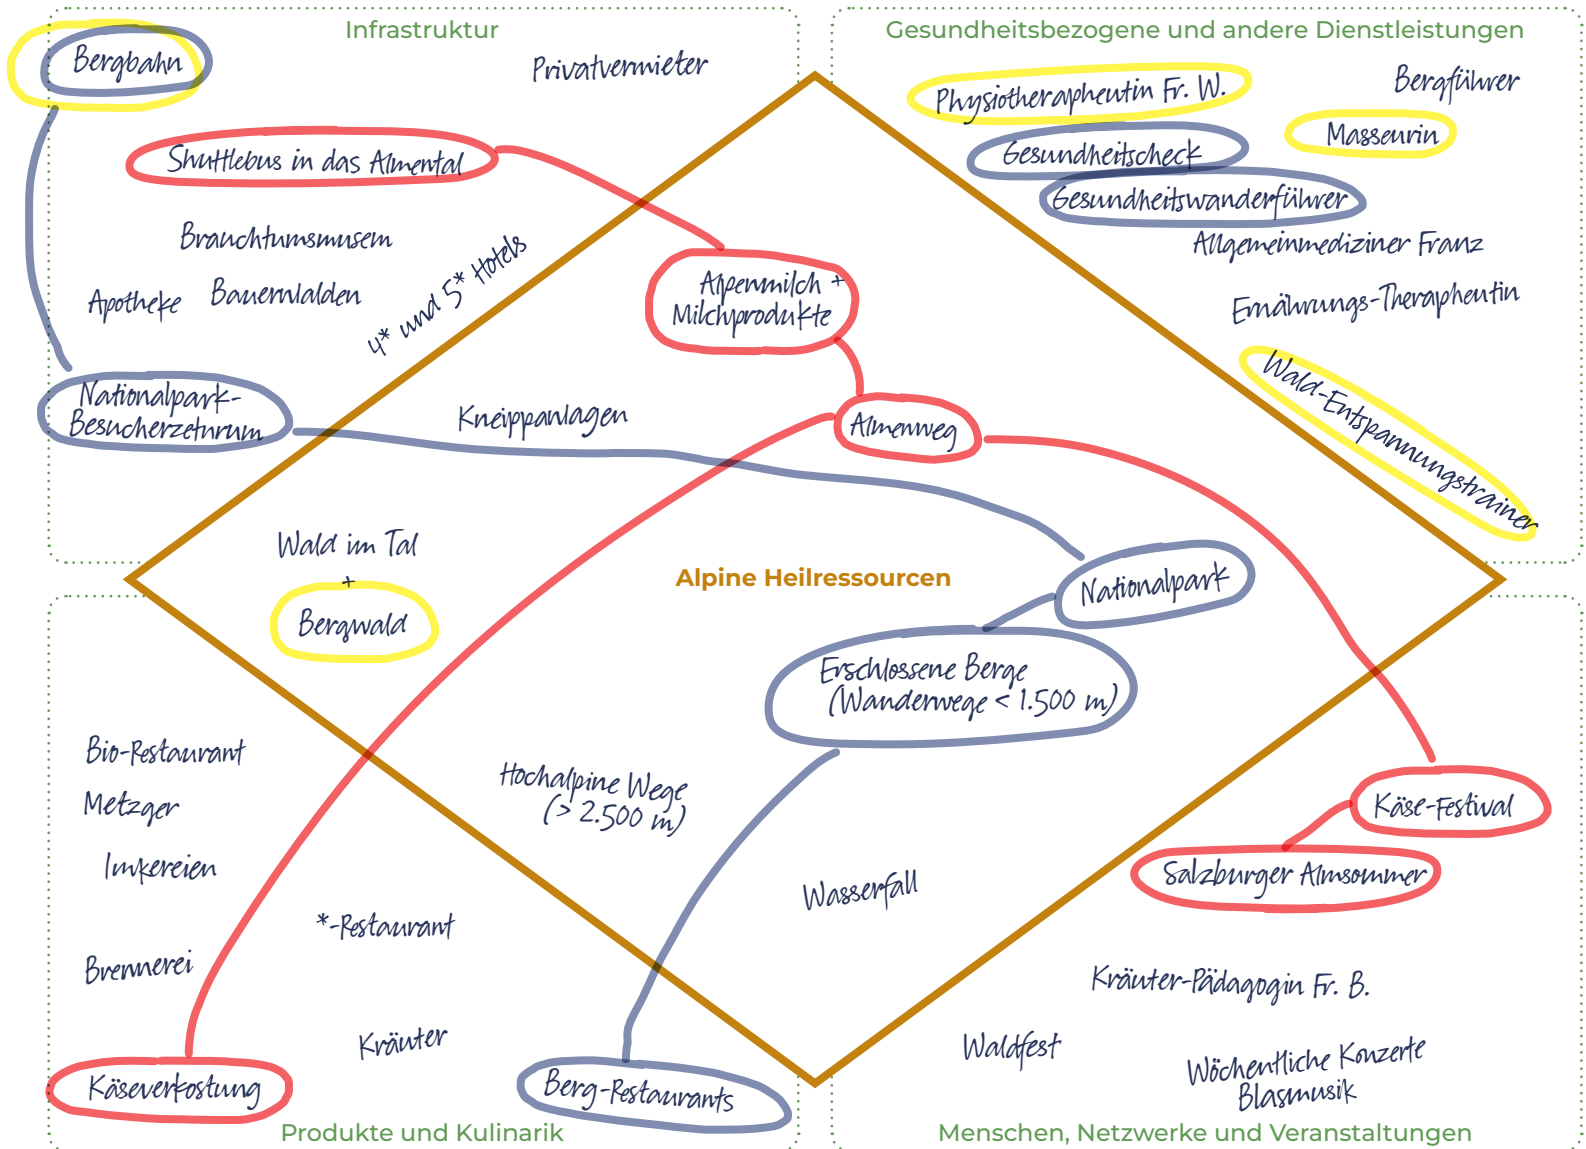 Infrastruktur
Bergbahn
Privatvermieter
Shuttlebus in das Almental
Brauchtumsmusem
Apotheke
Bauernlalden
4* und 5* Hotels
Nationalpark-
Besucherzetnrum
Gesundheitsbezogene und andere Dienstleistungen
Physiotherapheutin Fr. W.
Bergführer
Masseurin
Gesundheitscheck
Gesundheitswanderführer
Allgemeinmediziner Franz
Ernährungs-Therapheutin
Wald-Entspannungstrainer
Alpenmilch +
Milchprodukte
Kneippanlagen
Almenweg
Wald im Tal
+
Bergwald
Alpine Heilressourcen
Nationalpark
Erschlossene Berge
(Wanderwege < 1.500 m)
Hochalpine Wege
(> 2.500 m)
Wasserfall
Bio-Restaurant
Metzger
Imkereien
*-Restaurant
Brennerei
Kräuter
Käseverkostung
Berg-Restaurants
Produkte und Kulinarik
Käse-Festival
Salzburger Almsommer
Kräuter-Pädagogin Fr. B.
Waldfest
Wöchentliche Konzerte
Blasmusik
Menschen, Netzwerke und Veranstaltungen